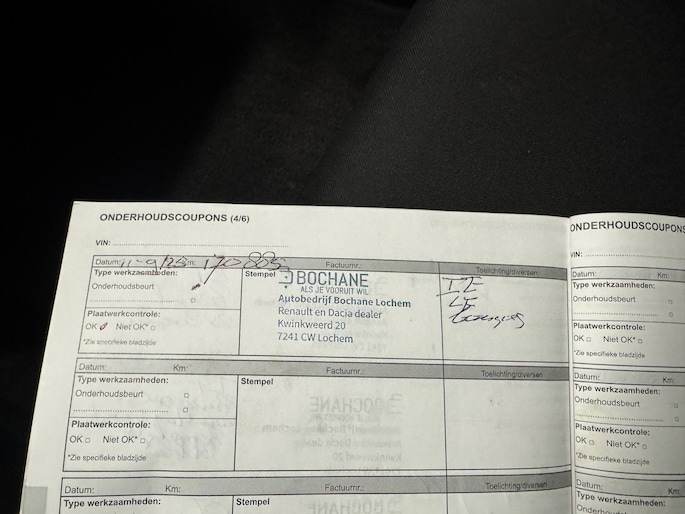 ONDERHOUDSCOUPONS (4/6)
VIN:
Datum: Km: 170 885 Factuurnr.: Toelichting/diversen
Type werkzaamheden:
Onderhoudsbeurt
Plaatwerkcontrole:
OK Niet OK*
*Zie specifieke bladzijde
Stempel
BOCHANE
ALS JE VOORUIT WIL
Autobedrijf Bochane Lochem
Renault en Dacia dealer
Kwinkweerd 20
7241 CW Lochem
Datum: Km: Factuurnr.: Toelichting/diversen
Type werkzaamheden:
Onderhoudsbeurt
Plaatwerkcontrole:
OK Niet OK*
*Zie specifieke bladzijde
Stempel
Datum: Km: Factuurnr.: Toelichting/diversen
Type werkzaamheden:
Stempel
ONDERHOUDSCOUPONS
VIN:
Datum: Km:
Type werkzaamheden:
Onderhoudsbeurt
Plaatwerkcontrole:
OK Niet OK*
*Zie specifieke bladzijde
Datum: Km:
Type werkzaamheden:
Onderhoudsbeurt
Plaatwerkcontrole:
OK Niet OK*
*Zie specifieke bladzijde
Datum: Km:
Type werkzaamheden: